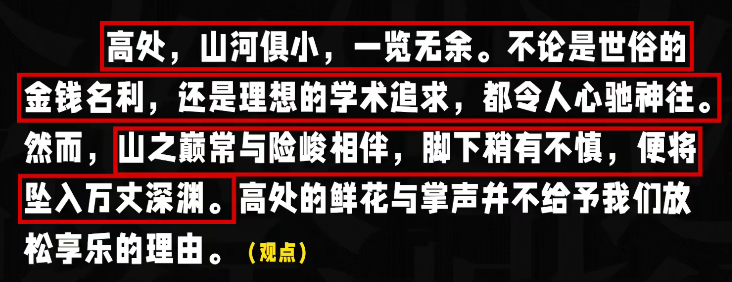 高处，山河俱小，一览无余。不论是世俗的
金钱名利，还是理想的学术追求，都令人心驰神往。
然而，山之巅常与险峻相伴，脚下稍有不慎，便将
坠入万丈深渊。高处的鲜花与掌声并不给予我们放
松享乐的理由。（观点）